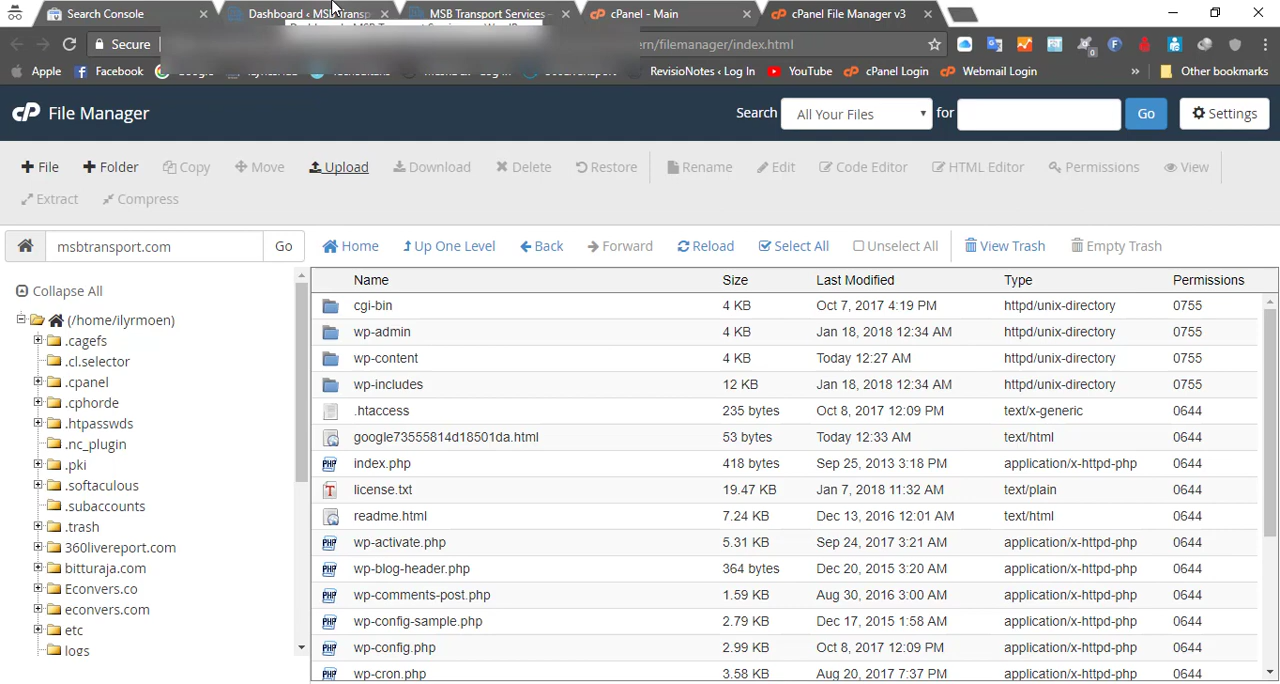 Search Console
Dashboard ‹ MSB Transp
MSB Transport Services -
cPanel - Main
cPanel File Manager v3
Secure
ern/filemanager/index.html
0
Apple
Facebook
RevisioNotes ‹ Log In
YouTube
cPanel Login
Webmail Login
»
Other bookmarks
cP File Manager
Search
All Your Files
for
Go
Settings
File
Folder
Copy
Move
Upload
Download
Delete
Restore
Rename
Edit
Code Editor
HTML Editor
Permissions
View
Extract
Compress
msbtransport.com
Go
Home
Up One Level
Back
Forward
Reload
Select All
Unselect All
View Trash
Empty Trash
Collapse All
(/home/ilyrmoen)
.cagefs
.cl.selector
.cpanel
.cphorde
.htpasswds
.nc_plugin
.pki
.softaculous
.subaccounts
.trash
360livereport.com
bitturaja.com
Econvers.co
econvers.com
etc
logs
Name Size Last Modified Type Permissions
cgi-bin 4 KB Oct 7, 2017 4:19 PM httpd/unix-directory 0755
wp-admin 4 KB Jan 18, 2018 12:34 AM httpd/unix-directory 0755
wp-content 4 KB Today 12:27 AM httpd/unix-directory 0755
wp-includes 12 KB Jan 18, 2018 12:34 AM httpd/unix-directory 0755
.htaccess 235 bytes Oct 8, 2017 12:09 PM text/x-generic 0644
google73555814d18501da.html 53 bytes Today 12:33 AM text/html 0644
index.php 418 bytes Sep 25, 2013 3:18 PM application/x-httpd-php 0644
license.txt 19.47 KB Jan 7, 2018 11:32 AM text/plain 0644
readme.html 7.24 KB Dec 13, 2016 12:01 AM text/html 0644
wp-activate.php 5.31 KB Sep 24, 2017 3:21 AM application/x-httpd-php 0644
wp-blog-header.php 364 bytes Dec 20, 2015 3:20 AM application/x-httpd-php 0644
wp-comments-post.php 1.59 KB Aug 30, 2016 3:00 AM application/x-httpd-php 0644
wp-config-sample.php 2.79 KB Dec 17, 2015 1:58 AM application/x-httpd-php 0644
wp-config.php 2.99 KB Oct 8, 2017 12:09 PM application/x-httpd-php 0644
wp-cron.php 3.58 KB Aug 20, 2017 7:37 PM application/x-httpd-php 0644